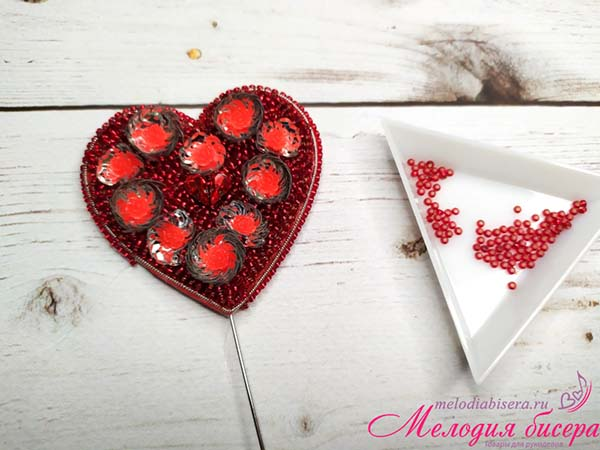 melodiabisera.ru
Мелодия бисера
товары для рукоделия